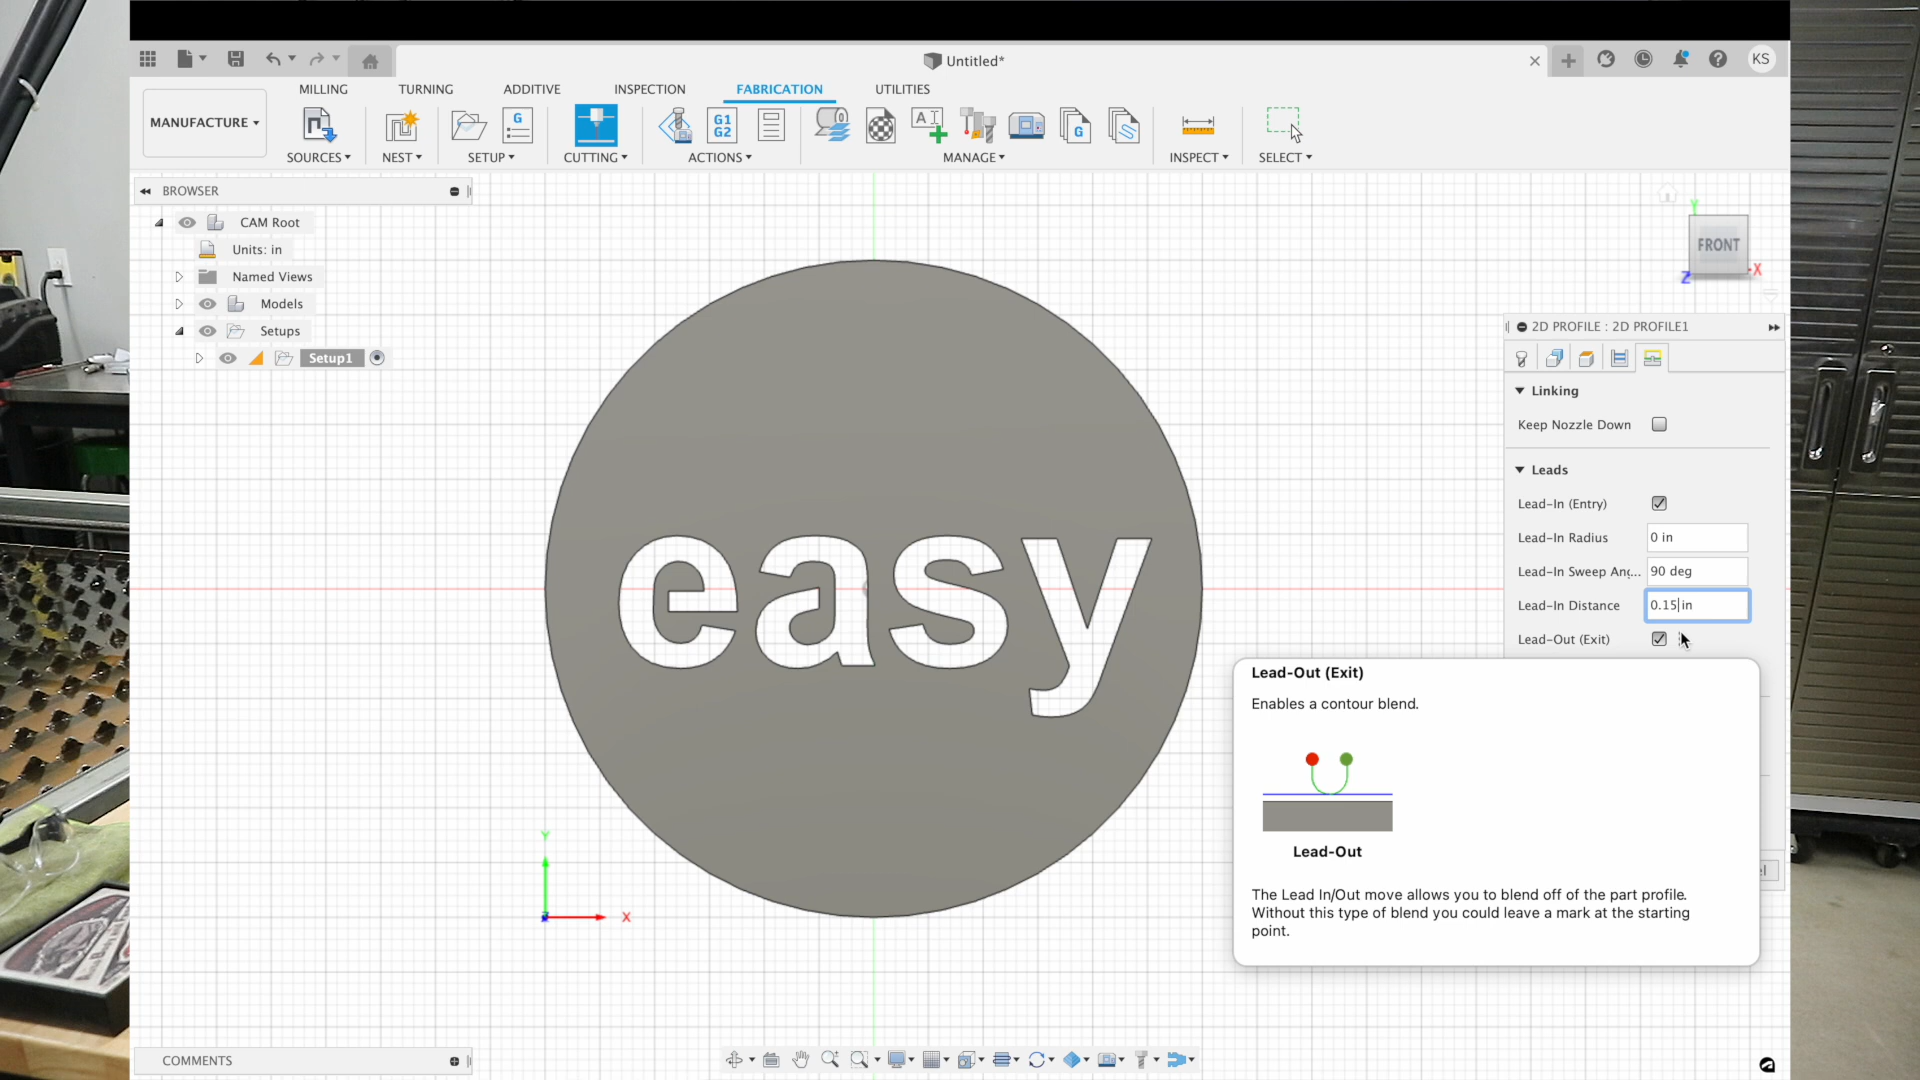 Untitled*
KS
MILLING
TURNING
ADDITIVE
INSPECTION
FABRICATION
UTILITIES
MANUFACTURE
G
G1
G2
A
G
SOURCES
NEST
SETUP
CUTTING
ACTIONS
MANAGE
INSPECT
SELECT
BROWSER
CAM Root
Units: in
Named Views
Models
Setups
Setup1
Y
FRONT
Z
X
easy
Y
X
2D PROFILE : 2D PROFILE1
Linking
Keep Nozzle Down
Leads
Lead-In (Entry)
Lead-In Radius
0 in
Lead-In Sweep Ang...
90 deg
Lead-In Distance
0.15 in
Lead-Out (Exit)
Lead-Out (Exit)
Enables a contour blend.
Lead-Out
The Lead In/Out move allows you to blend off of the part profile.
Without this type of blend you could leave a mark at the starting
point.
COMMENTS